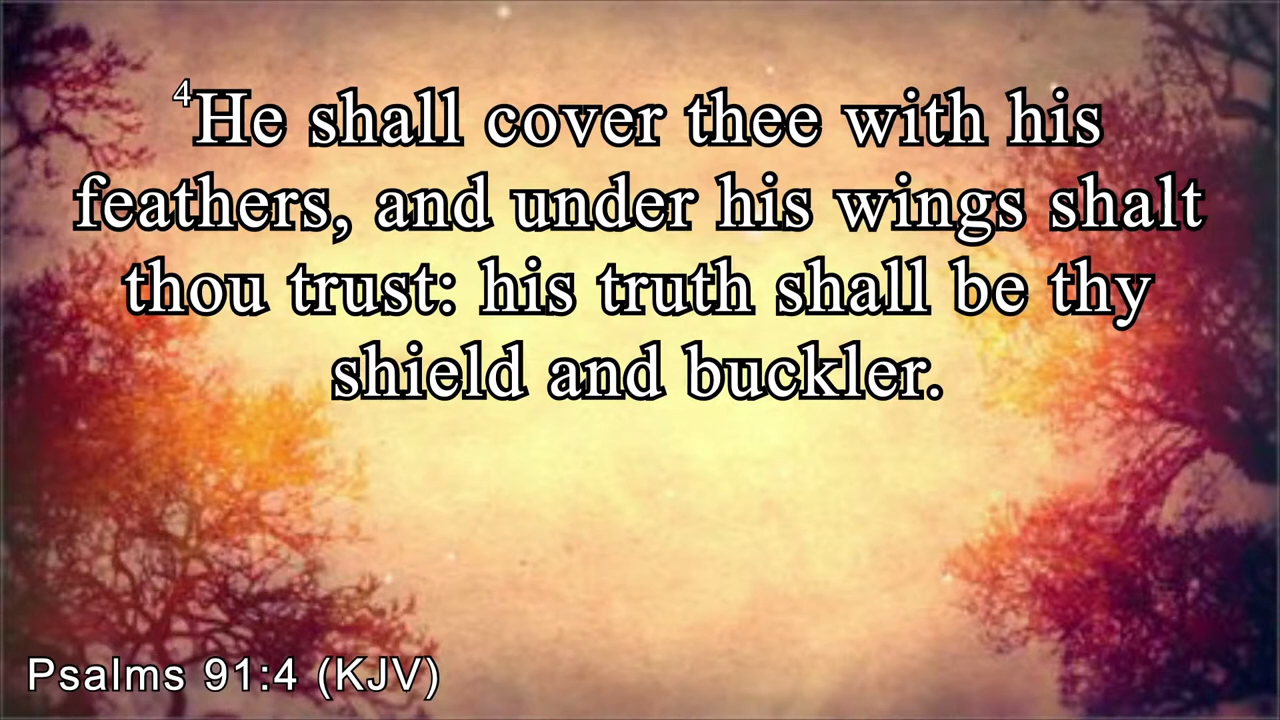 4He shall cover thee with his
feathers, and under his wings shalt
thou trust: his truth shall be thy
shield and buckler.
Psalms 91:4 (KJV)